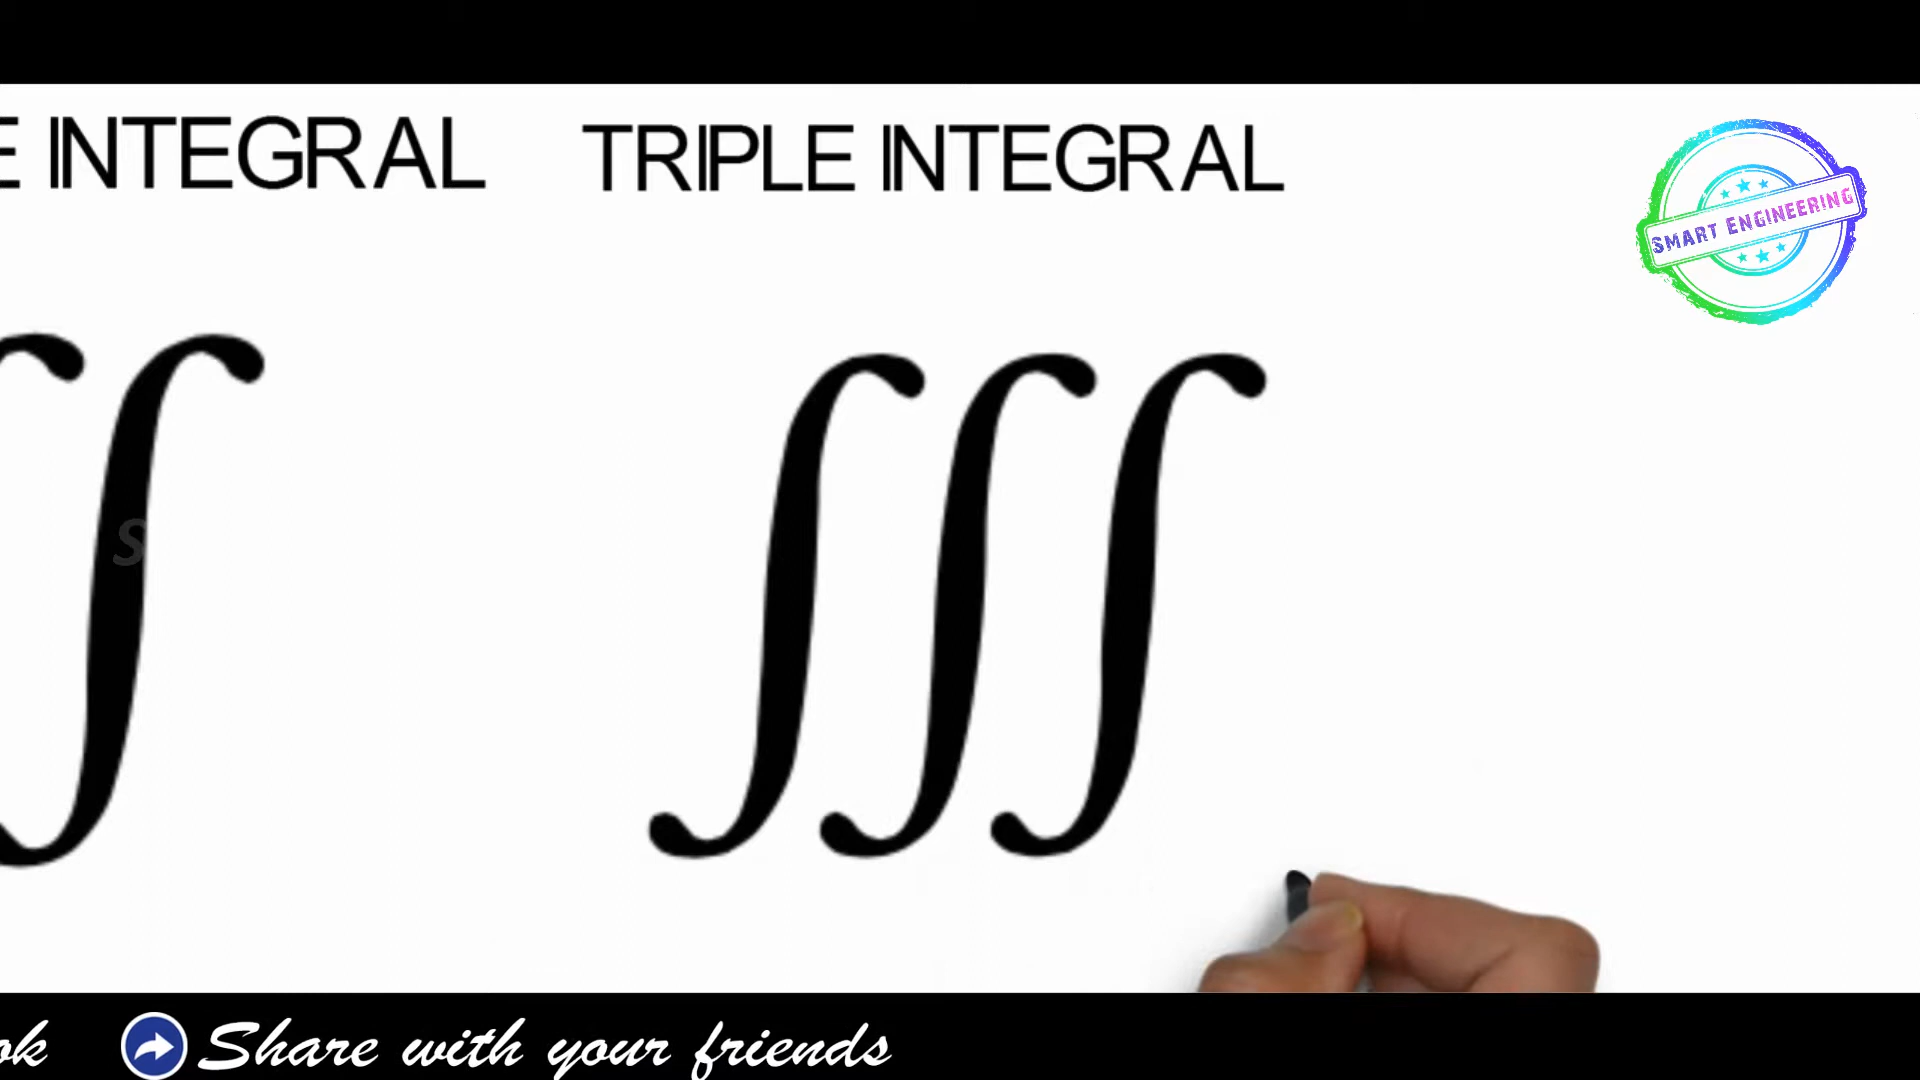 E INTEGRAL
TRIPLE INTEGRAL
SMART ENGINEERING
∫
∫∫∫
S
ok
Share with your friends